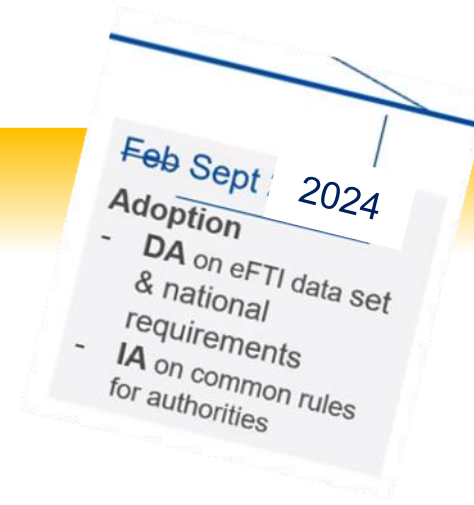 Feb Sept 2024
Adoption
- DA on eFTI data set
& national
requirements
- IA on common rules
for authorities